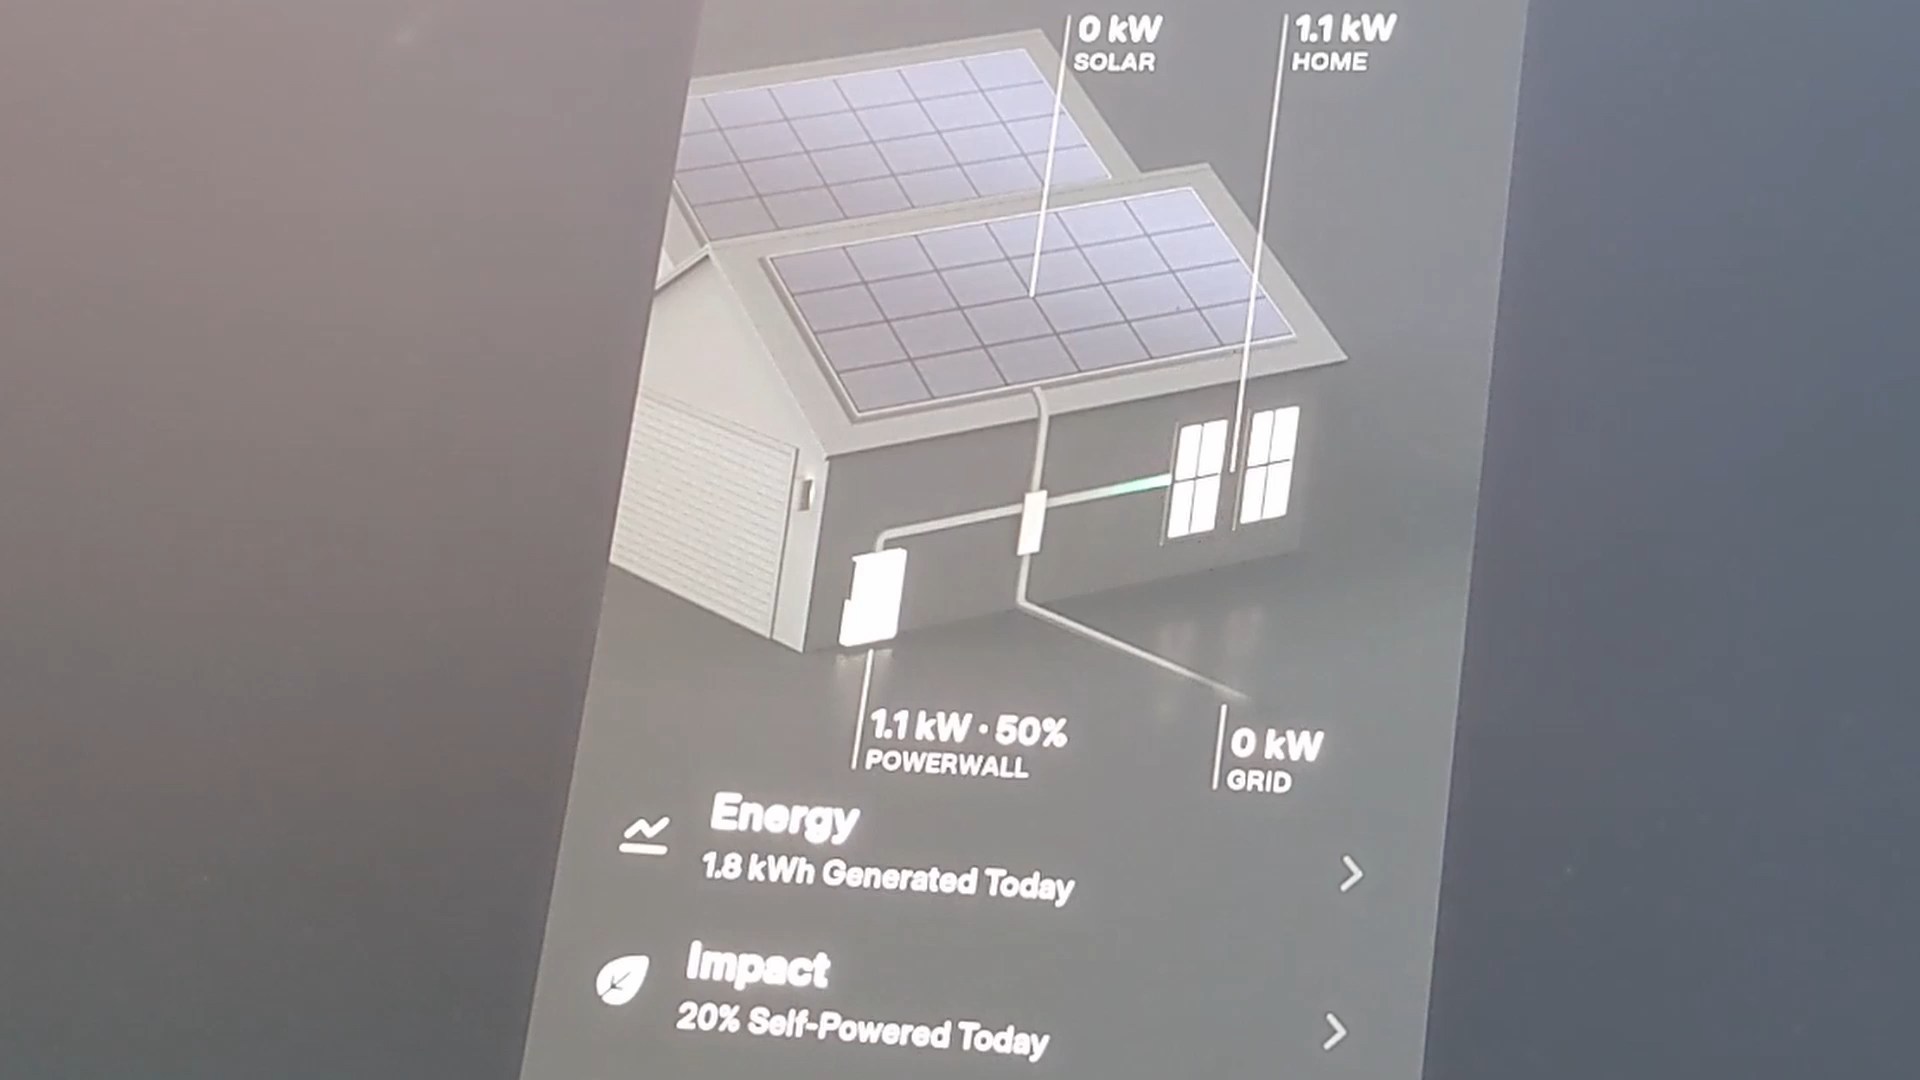 0 kW
SOLAR
1.1 kW
HOME
1.1 kW · 50%
POWERWALL
0 kW
GRID
Energy
1.8 kWh Generated Today
Impact
20% Self-Powered Today